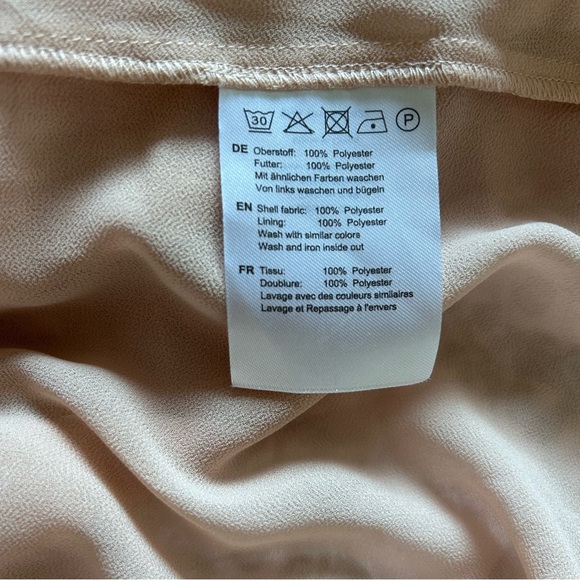 30 P
DE Oberstoff: 100% Polyester
Futter: 100% Polyester
Mit ähnlichen Farben waschen
Von links waschen und bügeln
EN Shell fabric: 100% Polyester
Lining: 100% Polyester
Wash with similar colors
Wash and iron inside out
FR Tissu: 100% Polyester
Doublure: 100% Polyester
Lavage avec des couleurs similaires
Lavage et Repassage à l'envers